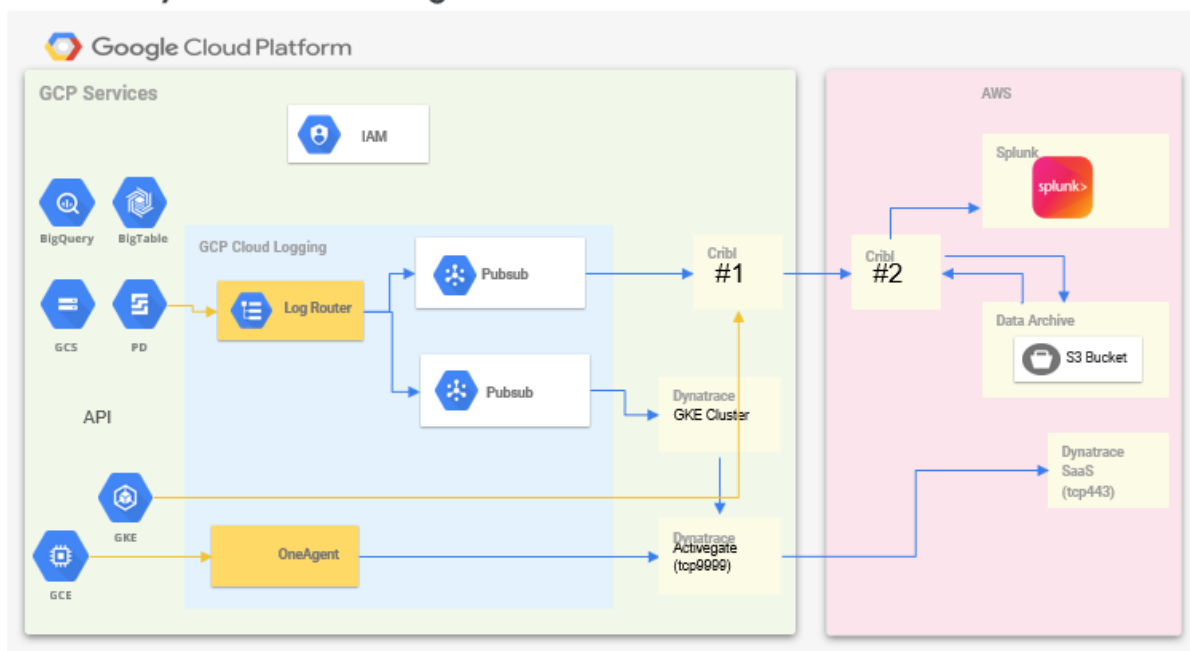 Google Cloud Platform
GCP Services
IAM
BigQuery
BigTable
GCS
PD
API
GKE
GCE
GCP Cloud Logging
Log Router
Pubsub
Pubsub
OneAgent
Cribl
#1
Dynatrace
GKE Cluster
Dynatrace
Activegate
(tcp9999)
AWS
Splunk
splunk>
Cribl
#2
Data Archive
S3 Bucket
Dynatrace
SaaS
(tcp443)